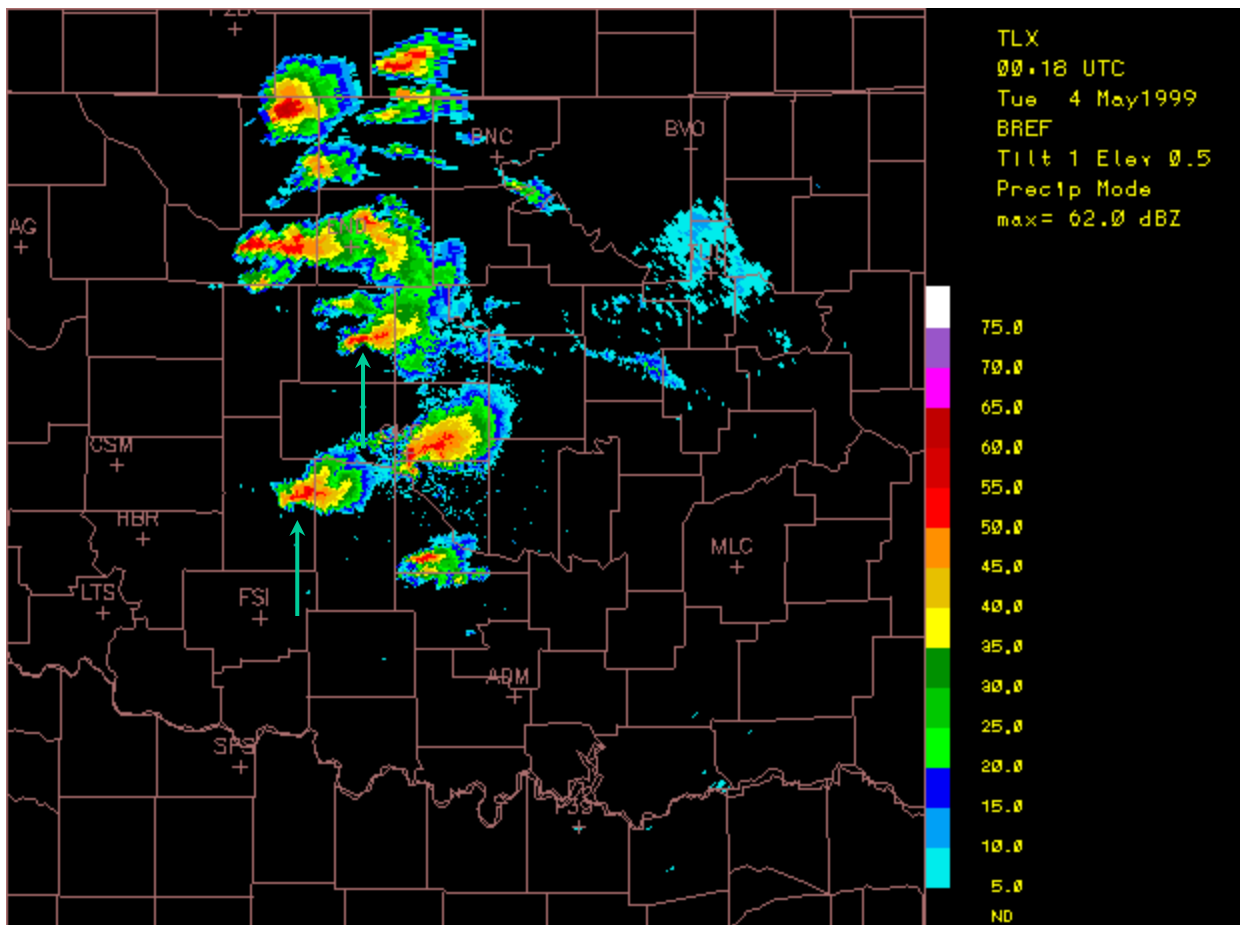 TLX
00:18 UTC
Tue 4 May1999
BREF
Tilt 1 Elev 0.5
Precip Mode
max= 62.0 dBZ
PNC
BVO
AG
CSM
HBR
MLC
LTS
FSI
ADM
SPS
75.0
70.0
65.0
60.0
55.0
50.0
45.0
40.0
35.0
30.0
25.0
20.0
15.0
10.0
5.0
ND